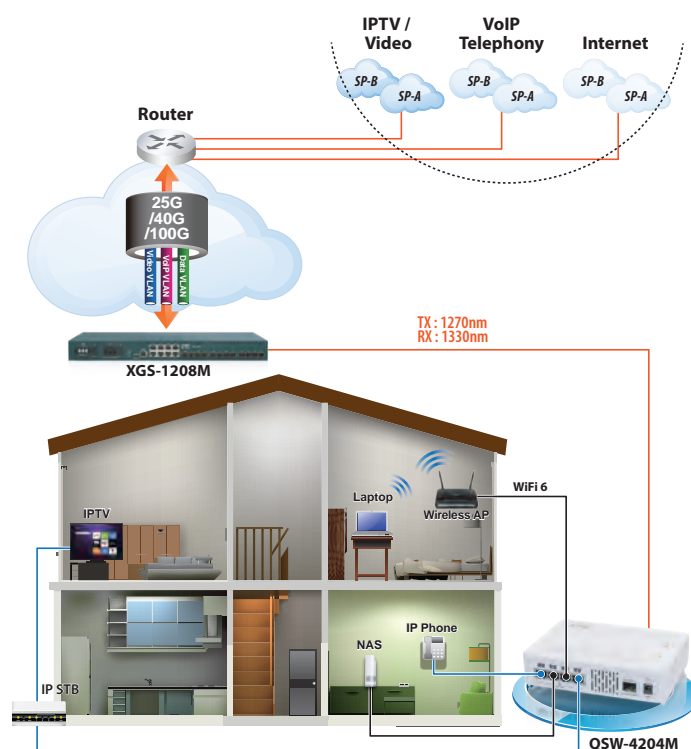 IPTV /
Video
VoIP
Telephony
Internet
SP-B
SP-A
SP-B
SP-A
SP-B
SP-A
Router
25G
/40G
/100G
Video VLAN
VoIP VLAN
Data VLAN
TX : 1270nm
RX : 1330nm
XGS-1208M
WiFi 6
Laptop
Wireless AP
IPTV
IP Phone
NAS
IP STB
QSW-4204M